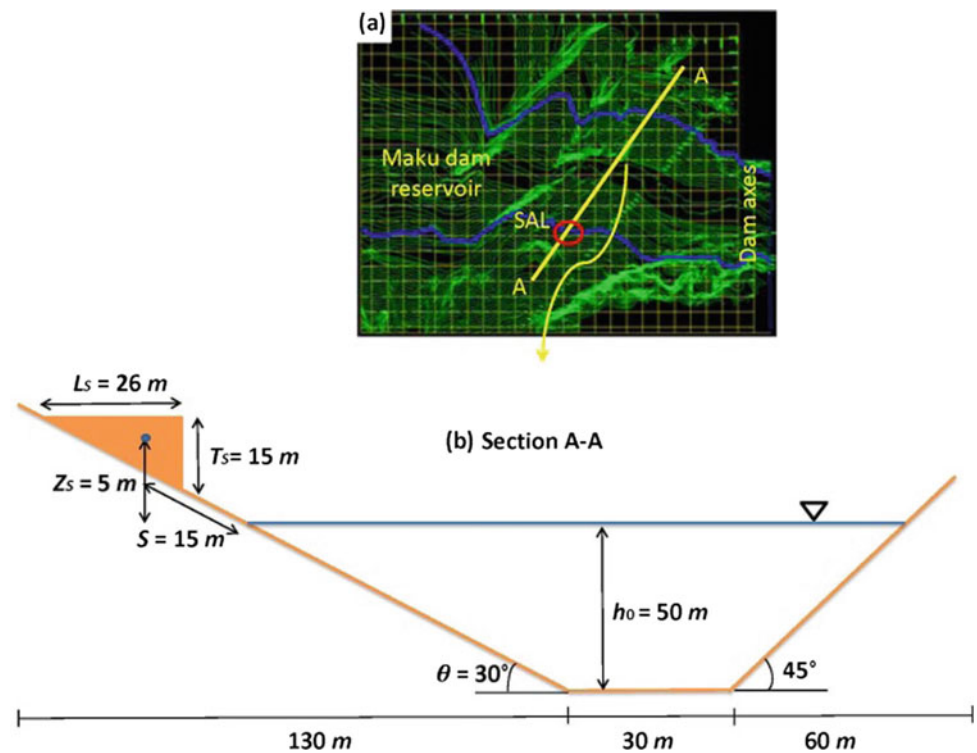 (a)
A
Maku dam
reservoir
SAL
A
Dam axes
Ls = 26 m
(b) Section A-A
Ts = 15 m
Zs = 5 m
S = 15 m
h0 = 50 m
θ = 30°
45°
130 m
30 m
60 m